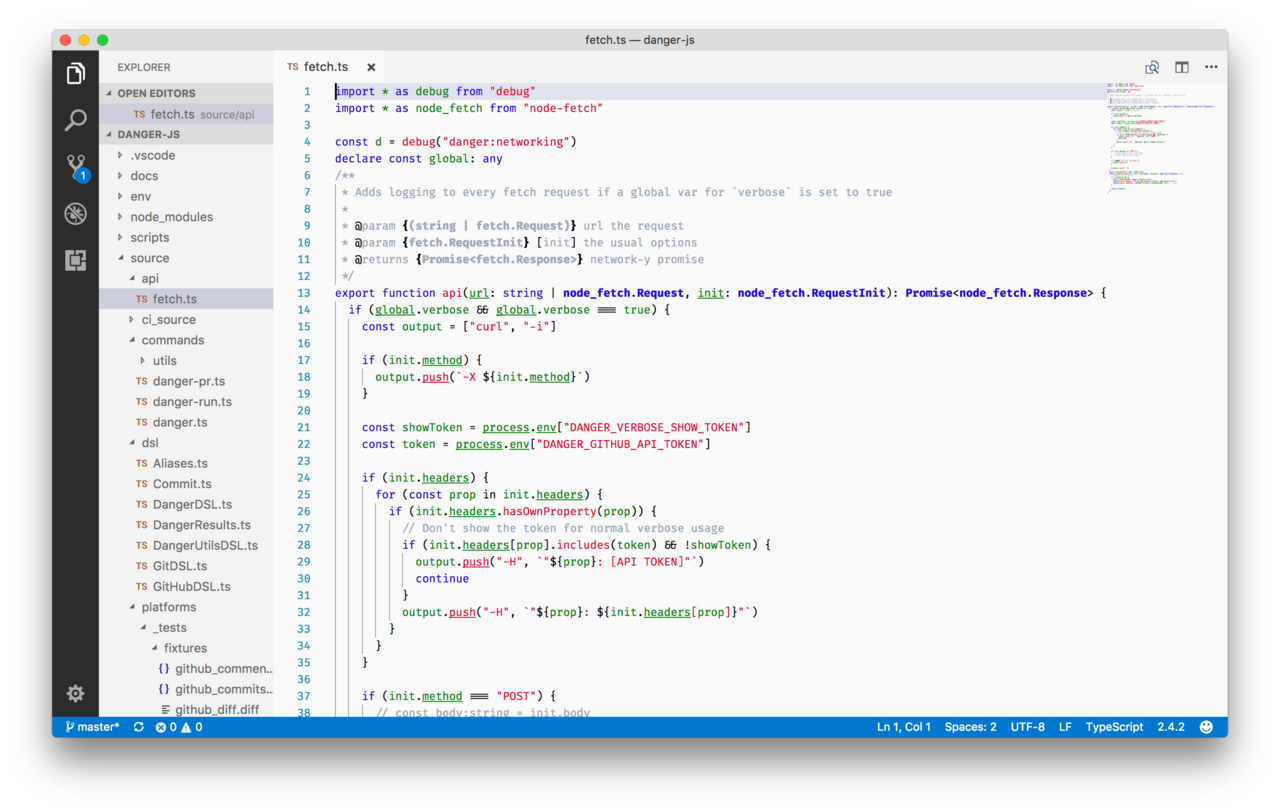 fetch.ts — danger-js
EXPLORER
OPEN EDITORS
TS fetch.ts source/api
DANGER-JS
.vscode
docs
env
node_modules
scripts
source
api
TS fetch.ts
ci_source
commands
utils
TS danger-pr.ts
TS danger-run.ts
TS danger.ts
dsl
TS Aliases.ts
TS Commit.ts
TS DangerDSL.ts
TS DangerResults.ts
TS DangerUtilsDSL.ts
TS GitDSL.ts
TS GitHubDSL.ts
platforms
_tests
fixtures
{} github_commen...
{} github_commits...
github_diff.diff
1
TS fetch.ts ×
1 import * as debug from "debug"
2 import * as node_fetch from "node-fetch"
3
4 const d = debug("danger:networking")
5 declare const global: any
6 /**
7 * Adds logging to every fetch request if a global var for `verbose` is set to true
8 *
9 * @param {(string | fetch.Request)} url the request
10 * @param {fetch.RequestInit} [init] the usual options
11 * @returns {Promise<fetch.Response>} network-y promise
12 */
13 export function api(url: string | node_fetch.Request, init: node_fetch.RequestInit): Promise<node_fetch.Response> {
14 if (global.verbose && global.verbose === true) {
15 const output = ["curl", "-i"]
16
17 if (init.method) {
18 output.push(`-X ${init.method}`)
19 }
20
21 const showToken = process.env["DANGER_VERBOSE_SHOW_TOKEN"]
22 const token = process.env["DANGER_GITHUB_API_TOKEN"]
23
24 if (init.headers) {
25 for (const prop in init.headers) {
26 if (init.headers.hasOwnProperty(prop)) {
27 // Don't show the token for normal verbose usage
28 if (init.headers[prop].includes(token) && !showToken) {
29 output.push("-H", `"${prop}: [API TOKEN]"`)
30 continue
31 }
32 output.push("-H", `"${prop}: ${init.headers[prop]}"`)
33 }
34 }
35 }
36
37 if (init.method === "POST") {
38 // const body:string = init.body
master* 0 0
Ln 1, Col 1 Spaces: 2 UTF-8 LF TypeScript 2.4.2